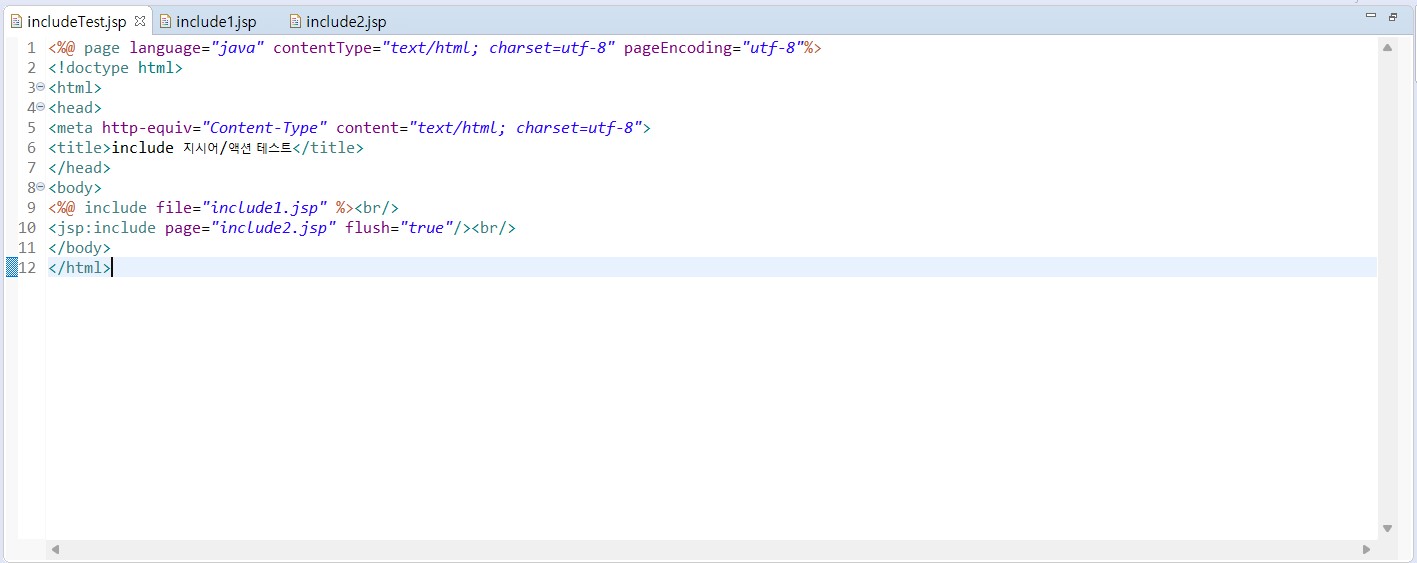 includeTest.jsp include1.jsp include2.jsp
1 <%@ page language="java" contentType="text/html; charset=utf-8" pageEncoding="utf-8"%>
2 <!doctype html>
3 <html>
4 <head>
5 <meta http-equiv="Content-Type" content="text/html; charset=utf-8">
6 <title>include 지시어/액션 테스트</title>
7 </head>
8 <body>
9 <%@ include file="include1.jsp" %><br/>
10 <jsp:include page="include2.jsp" flush="true"/><br/>
11 </body>
12 </html>